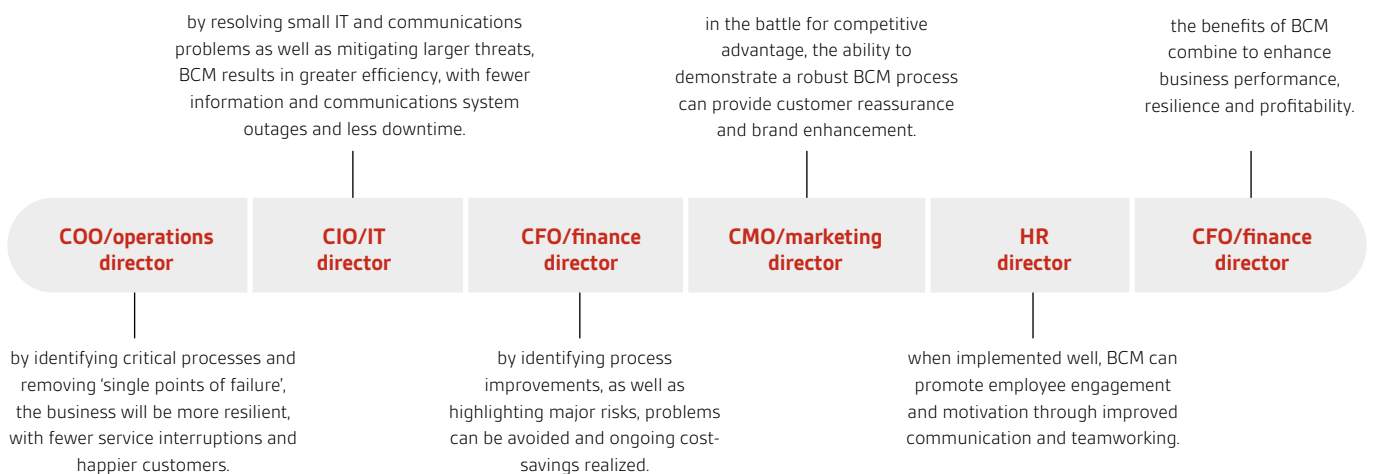 by resolving small IT and communications
problems as well as mitigating larger threats,
BCM results in greater efficiency, with fewer
information and communications system
outages and less downtime.
in the battle for competitive
advantage, the ability to
demonstrate a robust BCM process
can provide customer reassurance
and brand enhancement.
the benefits of BCM
combine to enhance
business performance,
resilience and profitability.
COO/operations
director
CIO/IT
director
CFO/finance
director
CMO/marketing
director
HR
director
CFO/finance
director
by identifying critical processes and
removing ‘single points of failure’,
the business will be more resilient,
with fewer service interruptions and
happier customers.
by identifying process
improvements, as well as
highlighting major risks, problems
can be avoided and ongoing cost-
savings realized.
when implemented well, BCM can
promote employee engagement
and motivation through improved
communication and teamworking.